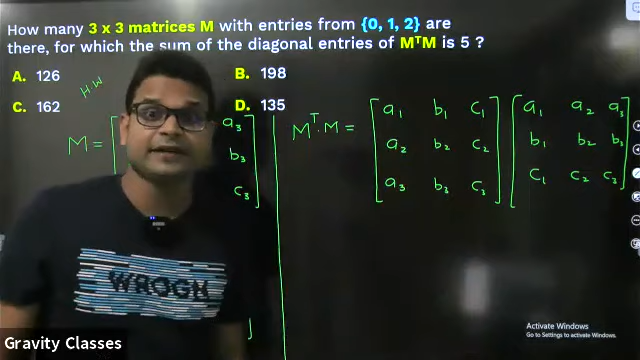 How many 3 x 3 matrices M with entries from {0, 1, 2} are
there, for which the sum of the diagonal entries of MᵀM is 5 ?
A. 126
B. 198
C. 162
D. 135
H.W
M = [ a₃
b₃
c₃ ]
Mᵀ.M = [ a₁ b₁ c₁ ] [ a₁ a₂ a₃ ]
a₂ b₂ c₂ b₁ b₂ b₃
a₃ b₃ c₃ c₁ c₂ c₃
WROGN
Activate Windows
Go to Settings to activate Windows.
Gravity Classes